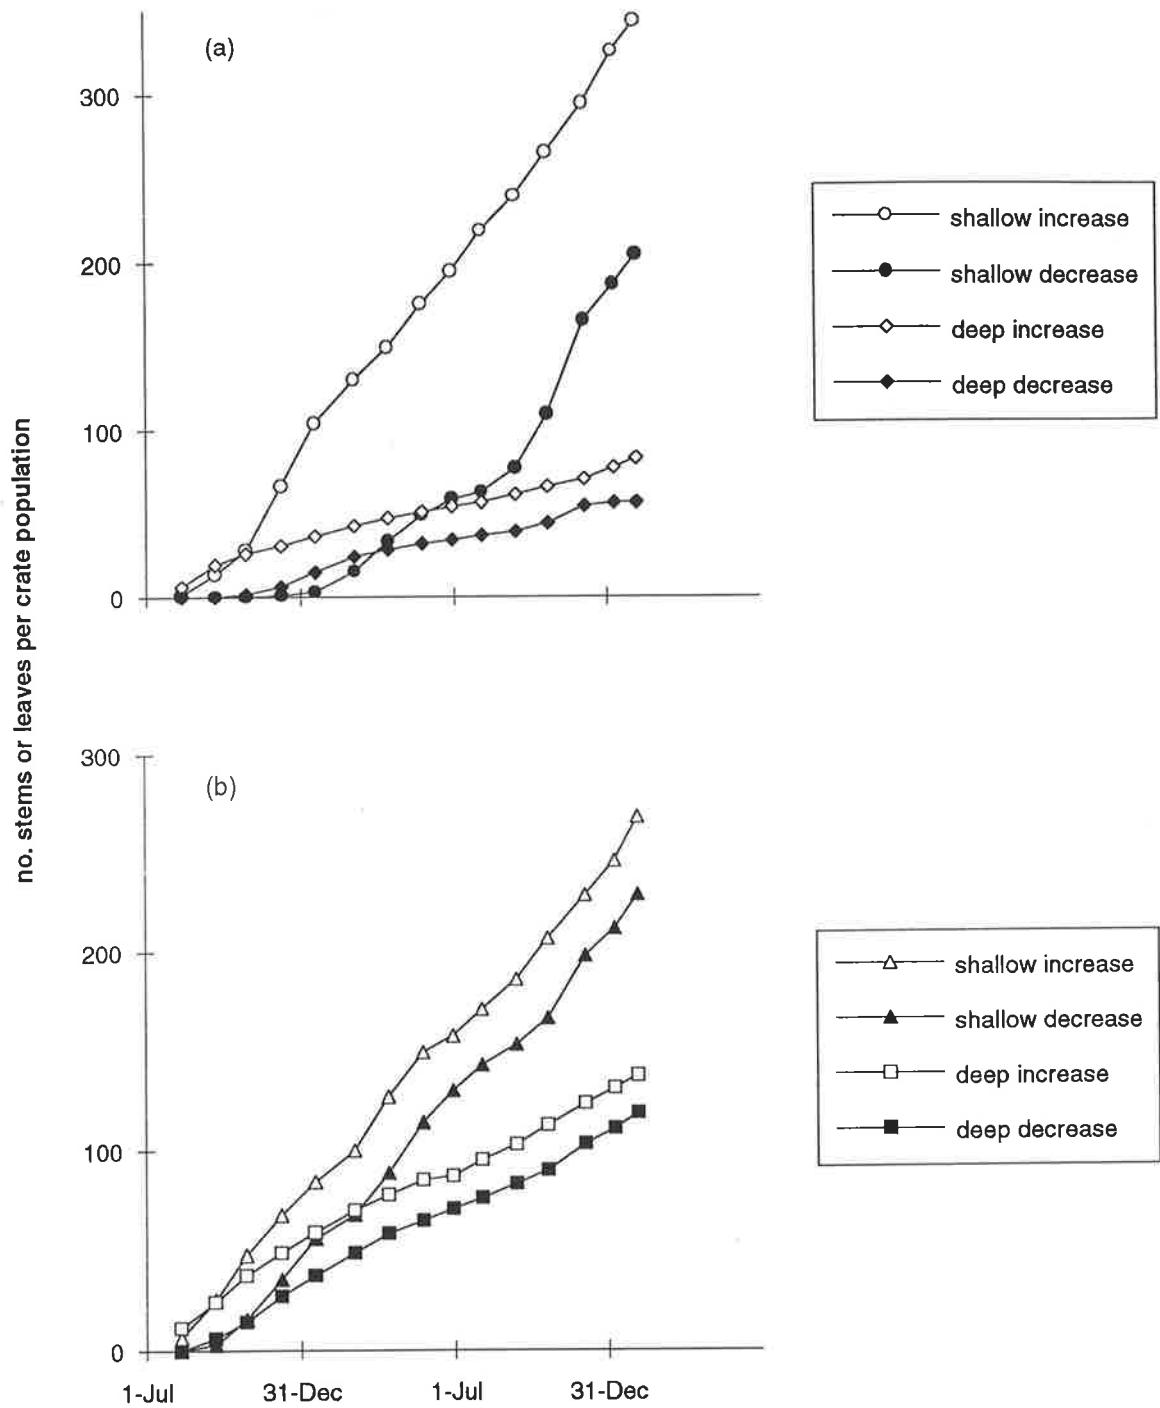 (a)
300
200
100
0
shallow increase
shallow decrease
deep increase
deep decrease
no. stems or leaves per crate population
300
(b)
200
100
0
1-Jul
31-Dec
1-Jul
31-Dec
shallow increase
shallow decrease
deep increase
deep decrease